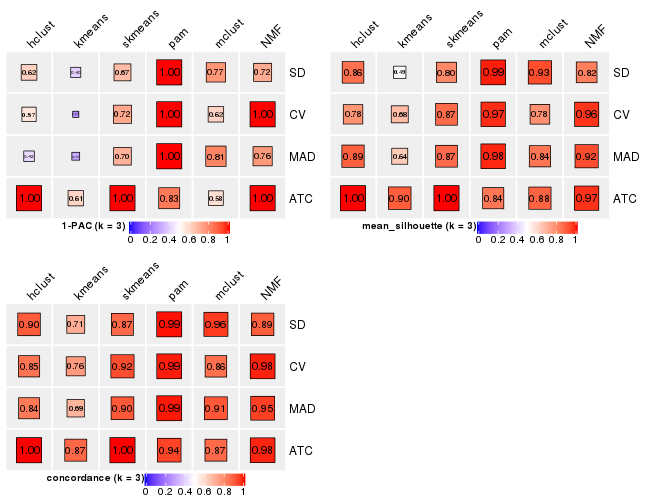 hclust kmeans skmeans pam mclust NMF
0.62 0.67 1.00 0.77 0.72 SD
0.57 0.72 1.00 0.62 1.00 CV
0.70 1.00 0.81 0.76 MAD
1.00 0.61 1.00 0.83 0.58 1.00 ATC
1-PAC (k = 3)
0 0.2 0.4 0.6 0.8 1
hclust kmeans skmeans pam mclust NMF
0.86 0.49 0.80 0.99 0.93 0.82 SD
0.78 0.68 0.87 0.97 0.78 0.96 CV
0.89 0.64 0.87 0.98 0.84 0.92 MAD
1.00 0.90 1.00 0.84 0.88 0.97 ATC
mean_silhouette (k = 3)
0 0.2 0.4 0.6 0.8 1
hclust kmeans skmeans pam mclust NMF
0.90 0.71 0.87 0.99 0.96 0.89 SD
0.85 0.76 0.92 0.99 0.86 0.98 CV
0.84 0.69 0.90 0.99 0.91 0.95 MAD
1.00 0.87 1.00 0.94 0.87 0.98 ATC
concordance (k = 3)
0 0.2 0.4 0.6 0.8 1